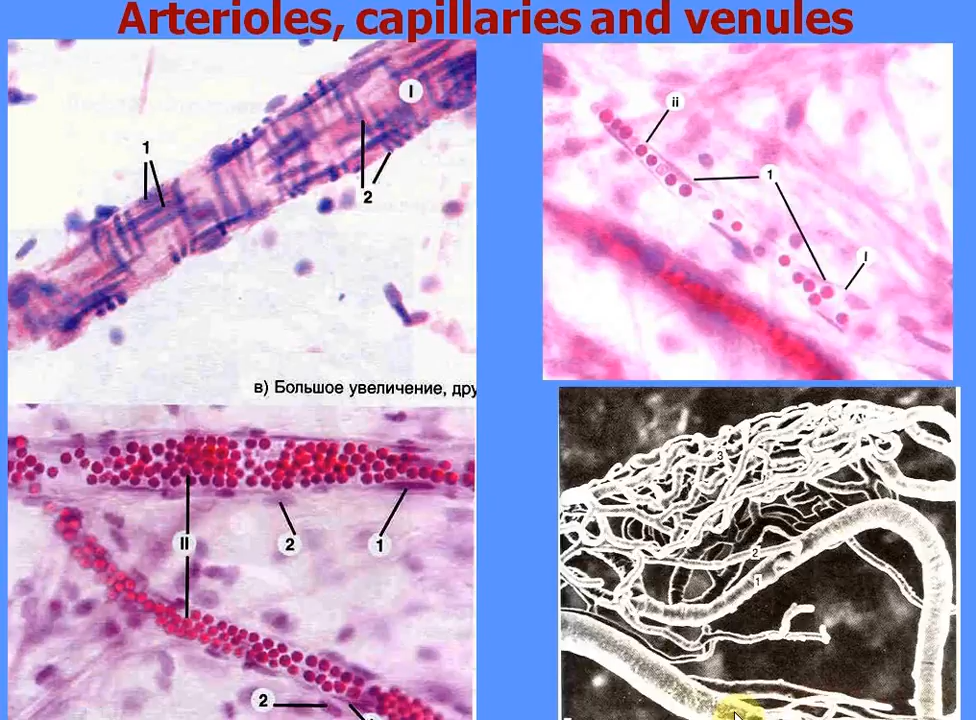 Arterioles, capillaries and venules
I
1
2
в) Большое увеличение, дру
ii
1
I
II
2
1
2
3
2
1